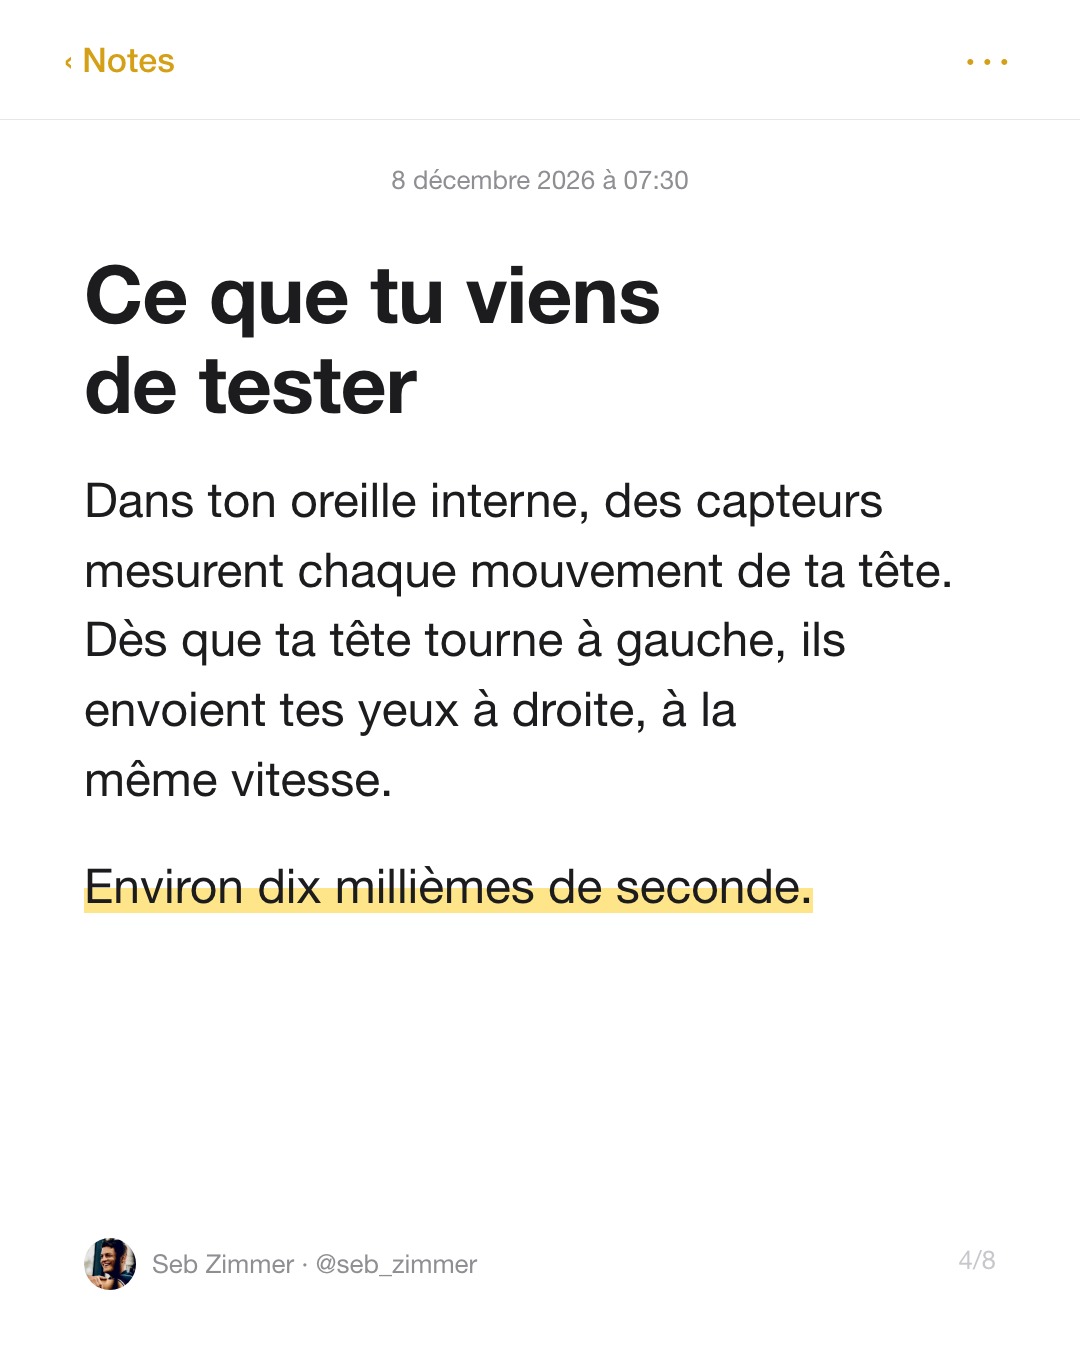 ‹ Notes
8 décembre 2026 à 07:30
Ce que tu viens
de tester
Dans ton oreille interne, des capteurs
mesurent chaque mouvement de ta tête.
Dès que ta tête tourne à gauche, ils
envoient tes yeux à droite, à la
même vitesse.
Environ dix millièmes de seconde.
Seb Zimmer · @seb_zimmer
4/8